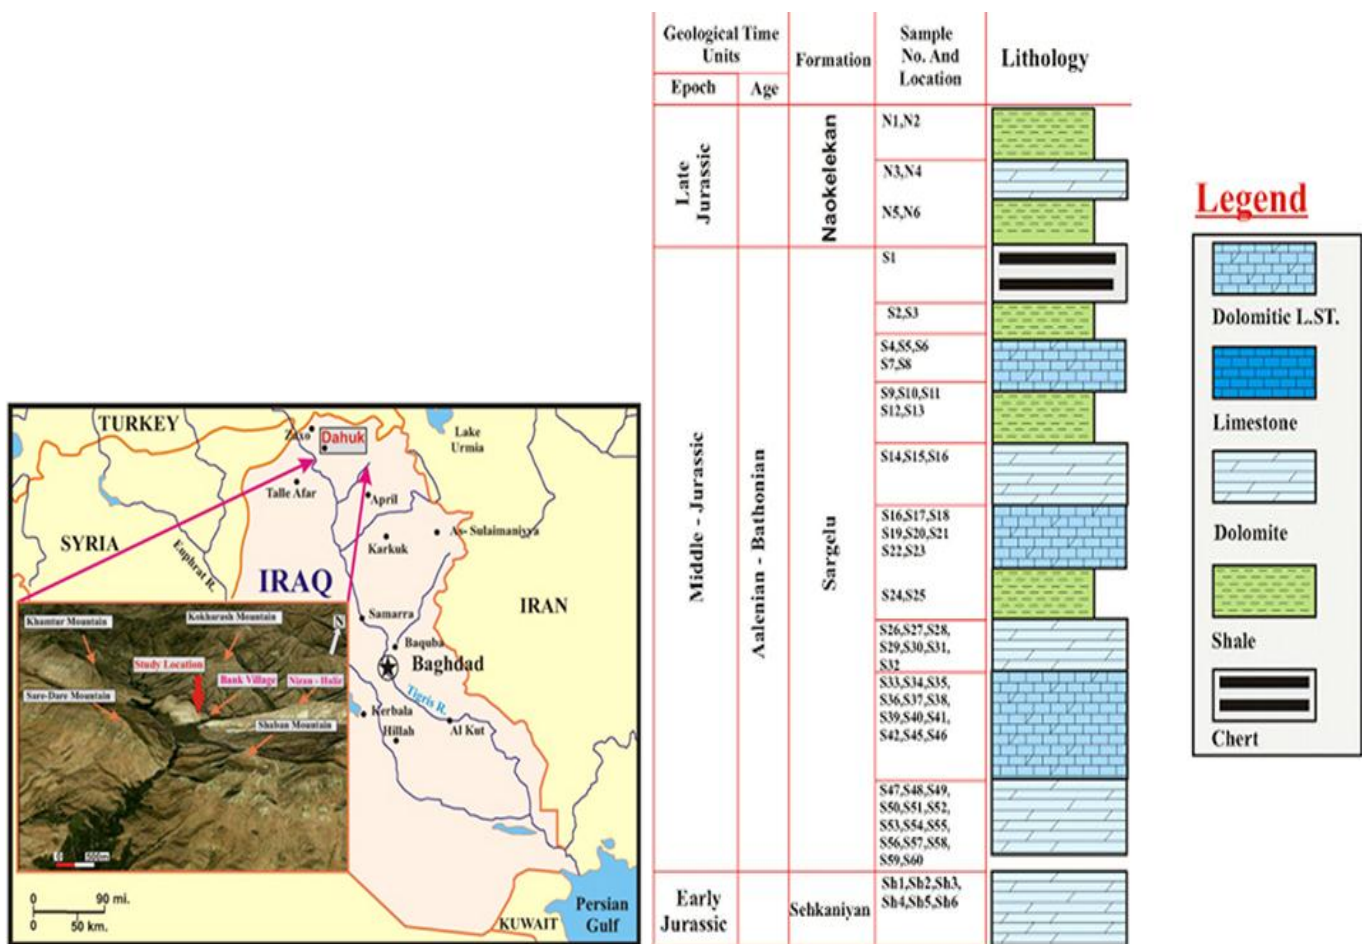 TURKEY
Zaxo
Dahuk
Lake
Urmia
Talle Afar
April
SYRIA
Euphrat R.
Karkuk
As- Sulaimaniyya
IRAQ
IRAN
Samarra
Baquba
Baghdad
Tigris R.
Kerbala
Hillah
Al Kut
Khamtur Mountain
Kokharash Mountain
N
Study Location
Bank Village
Sare-Dare Mountain
Shaban Mountain
0 500m
0 90 mi.
0 50 km.
KUWAIT
Persian
Gulf
Geological Time
Units
Epoch
Age
Formation
Sample
No. And
Location
Lithology
Late
Jurassic
Naokelekan
N1,N2
N3,N4
N5,N6
Middle - Jurassic
Aalenian - Bathonian
Sargelu
S1
S2,S3
S4,S5,S6
S7,S8
S9,S10,S11
S12,S13
S14,S15,S16
S16,S17,S18
S19,S20,S21
S22,S23
S24,S25
S26,S27,S28,
S29,S30,S31,
S32
S33,S34,S35,
S36,S37,S38,
S39,S40,S41,
S42,S45,S46
S47,S48,S49,
S50,S51,S52,
S53,S54,S55,
S56,S57,S58,
S59,S60
Early
Jurassic
Sehkaniyan
Sh1,Sh2,Sh3,
Sh4,Sh5,Sh6
Legend
Dolomitic L.ST.
Limestone
Dolomite
Shale
Chert